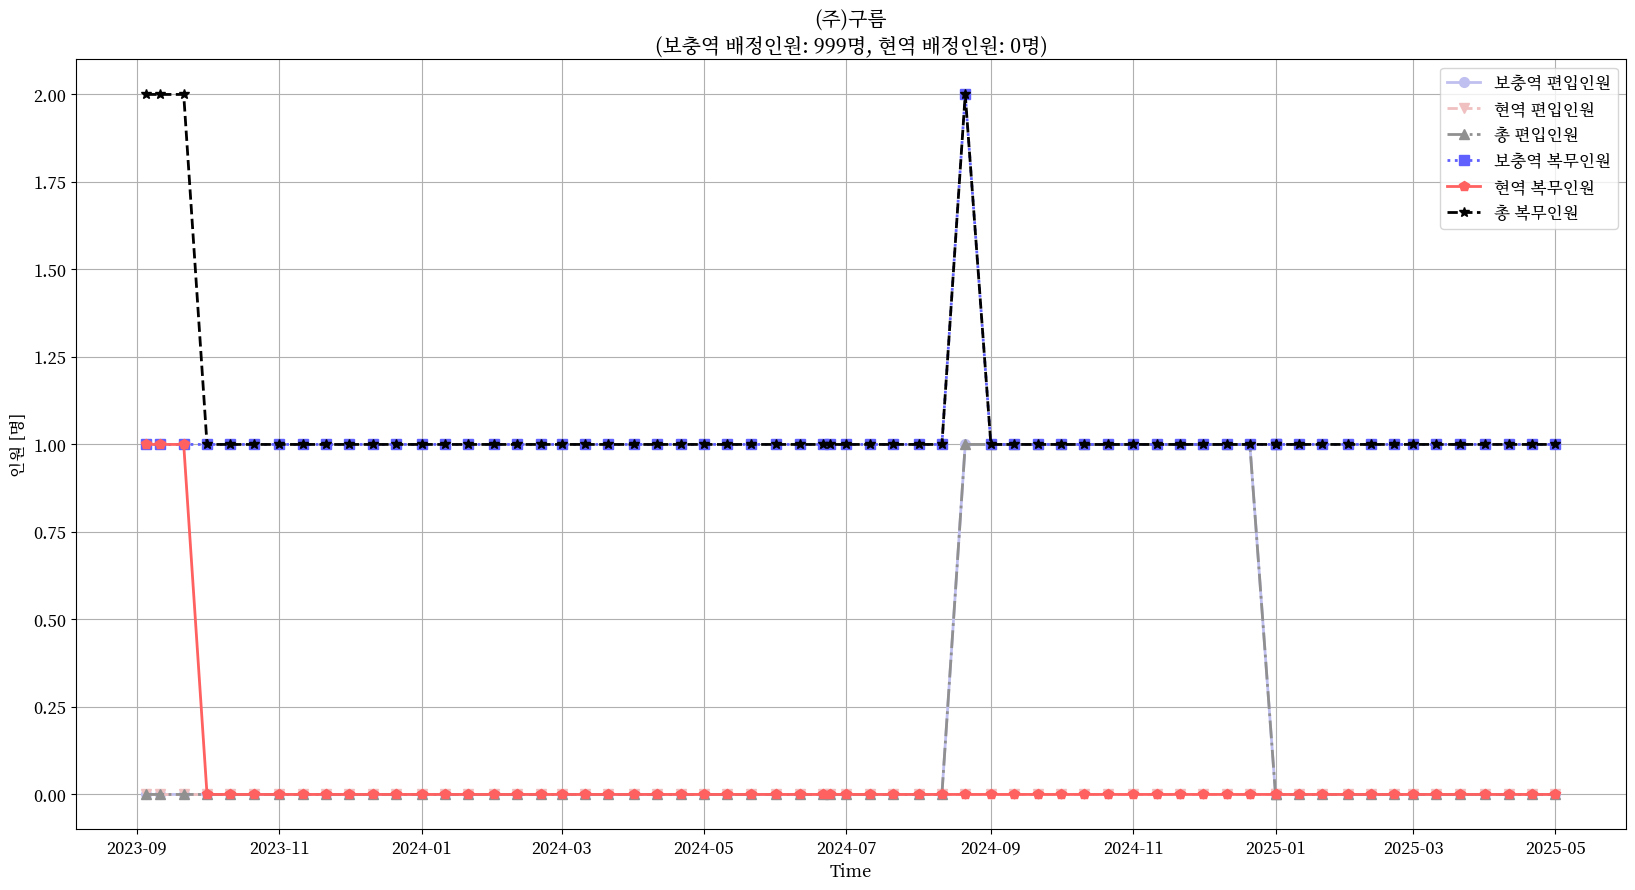 (주)구름
(보충역 배정인원: 999명, 현역 배정인원: 0명)
인원 [명]
2.00
1.75
1.50
1.25
1.00
0.75
0.50
0.25
0.00
보충역 편입인원
현역 편입인원
총 편입인원
보충역 복무인원
현역 복무인원
총 복무인원
2023-09
2023-11
2024-01
2024-03
2024-05
2024-07
2024-09
2024-11
2025-01
2025-03
2025-05
Time